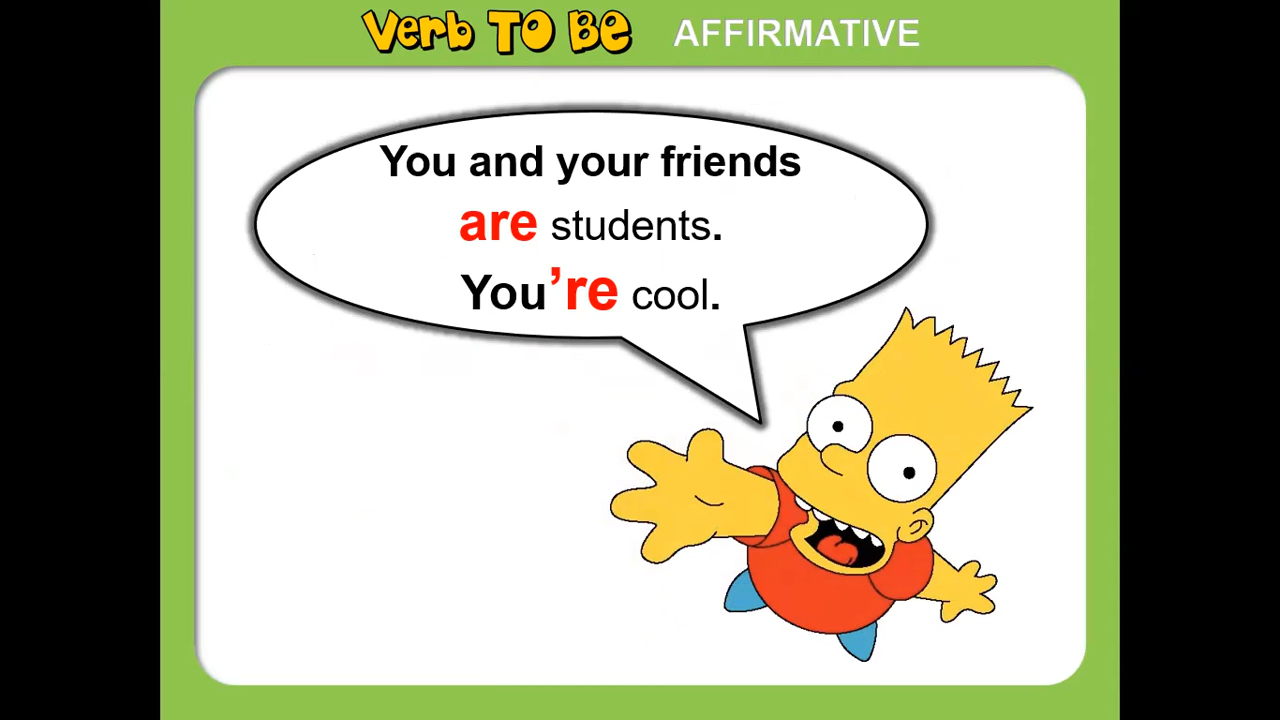 Verb TO BE AFFIRMATIVE
You and your friends
are students.
You’re cool.